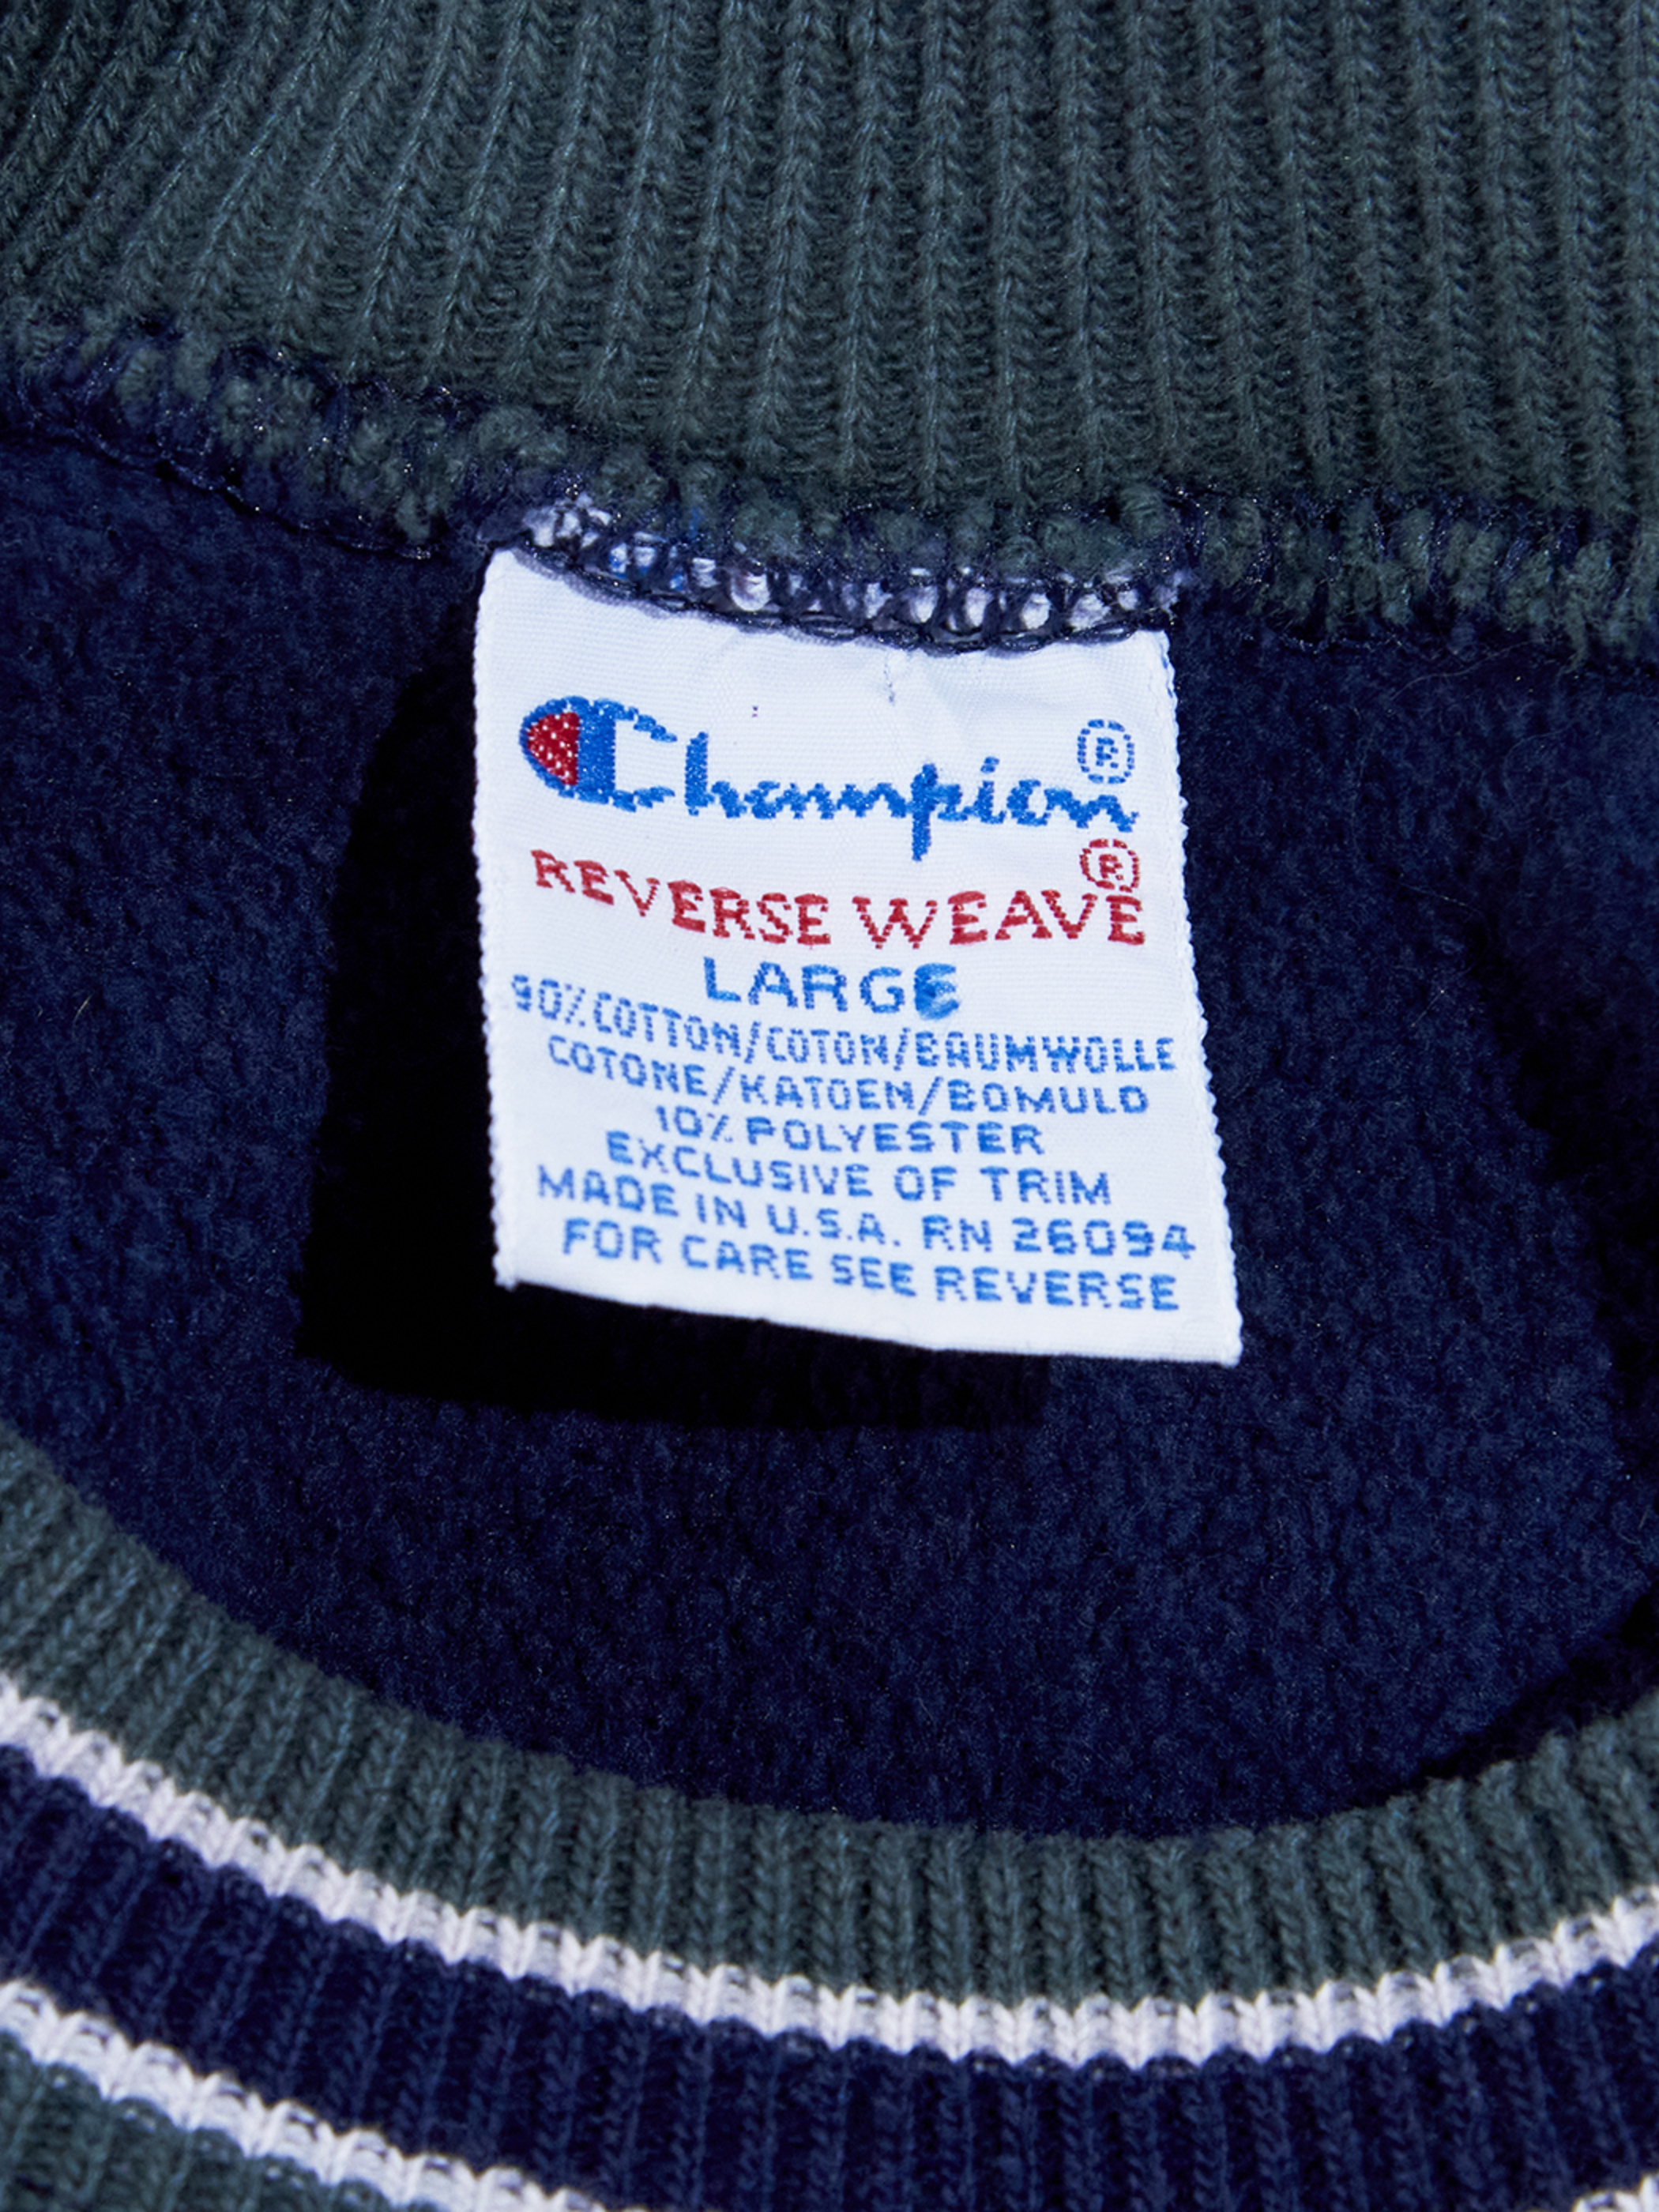 Champion®
REVERSE WEAVE®
LARGE
90% COTTON/COTON/BAUMWOLLE
COTONE/KATOEN/BOMULD
10% POLYESTER
EXCLUSIVE OF TRIM
MADE IN U.S.A. RN 26094
FOR CARE SEE REVERSE